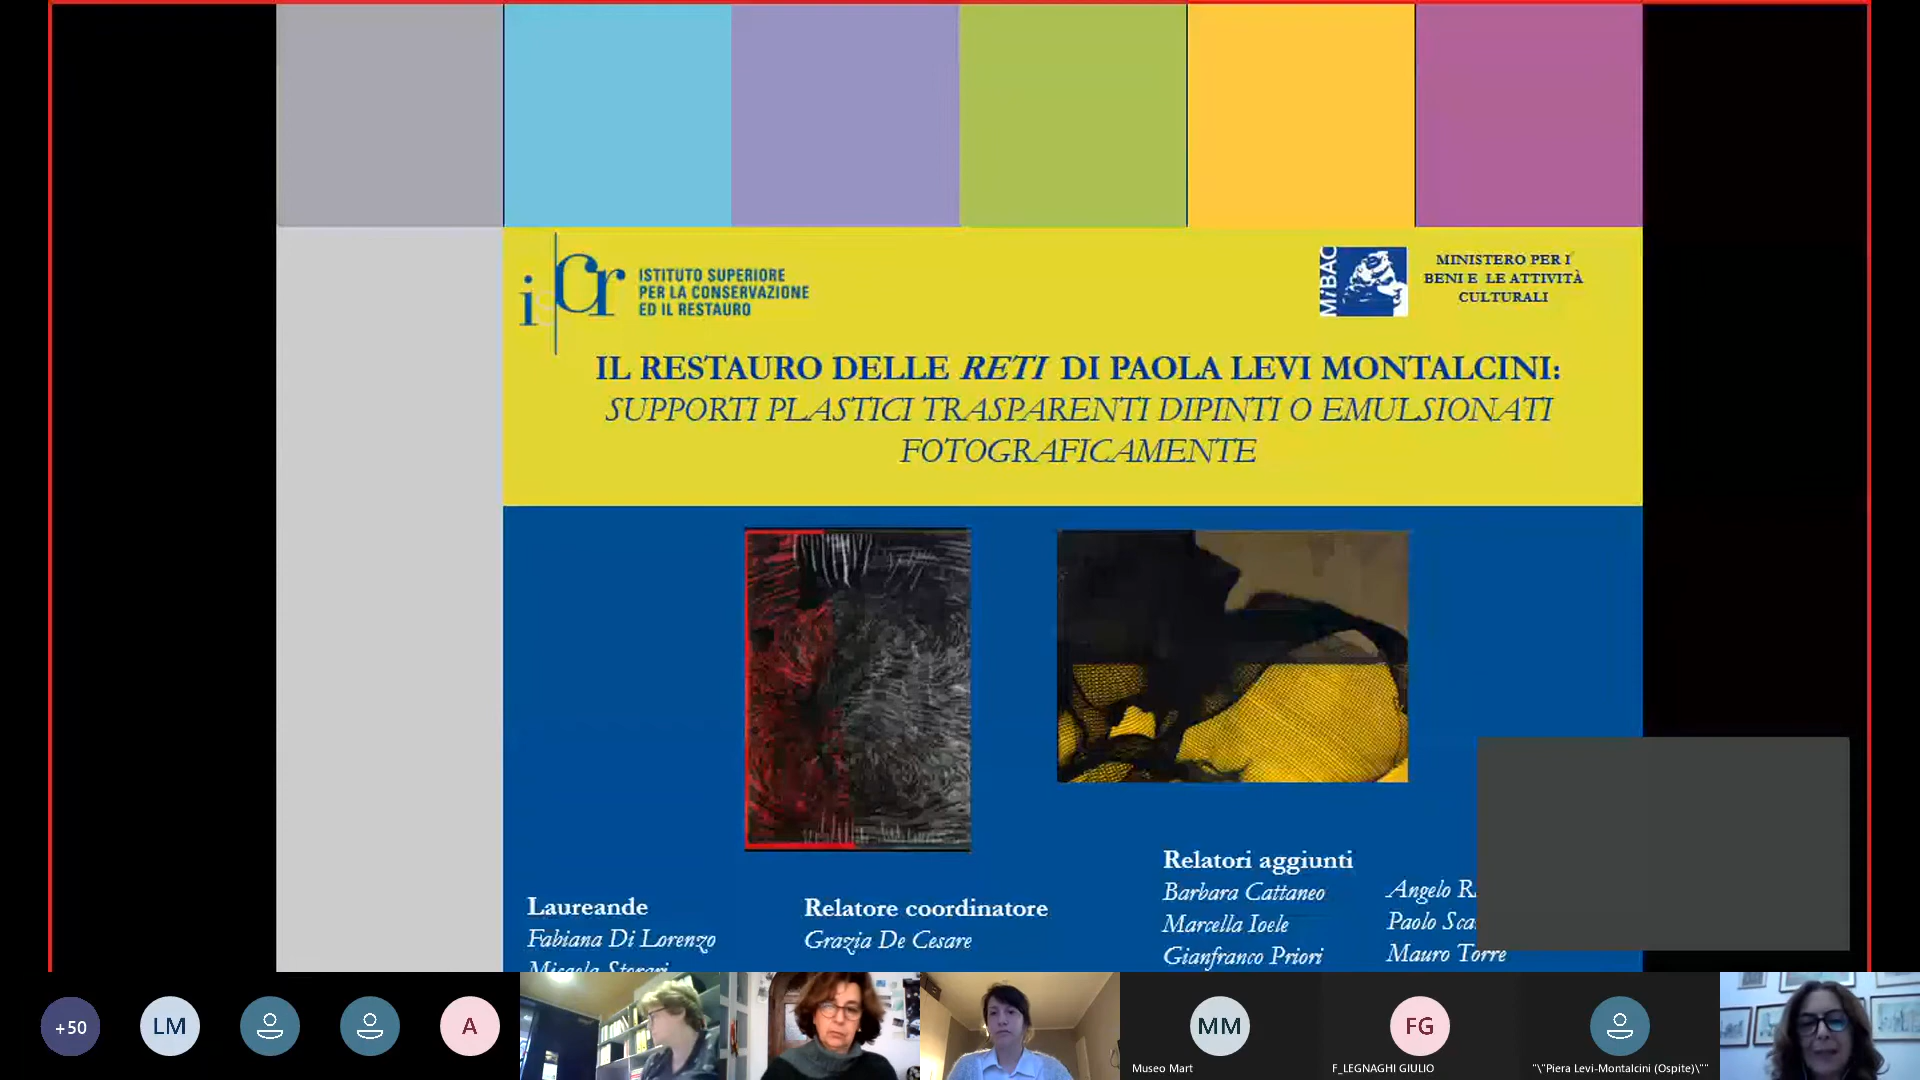 iscr
ISTITUTO SUPERIORE
PER LA CONSERVAZIONE
ED IL RESTAURO
MiBAC
MINISTERO PER I
BENI E LE ATTIVITÀ
CULTURALI
IL RESTAURO DELLE RETI DI PAOLA LEVI MONTALCINI:
SUPPORTI PLASTICI TRASPARENTI DIPINTI O EMULSIONATI
FOTOGRAFICAMENTE
Laureande
Fabiana Di Lorenzo
Relatore coordinatore
Grazia De Cesare
Relatori aggiunti
Barbara Cattaneo
Marcella Ioele
Gianfranco Priori
Angelo
Paolo
Mauro Torre
+50
LM
A
MM
Museo Mart
FG
F_LEGNAGHI GIULIO
"\"Piera Levi-Montalcini (Ospite)\""